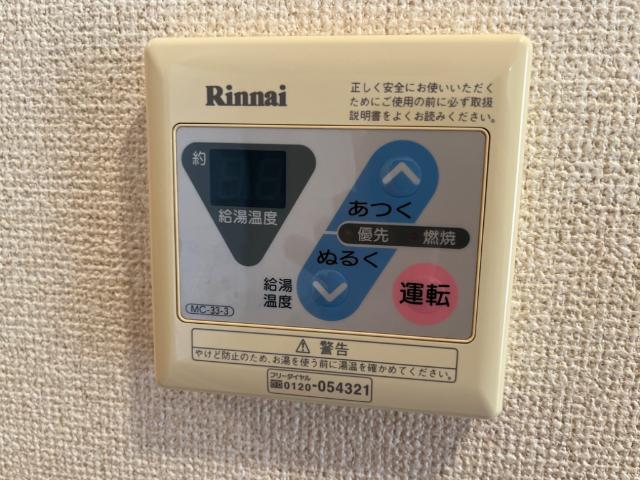 Rinnai
正しく安全にお使いいただく
ためにご使用の前に必ず取扱
説明書をよくお読みください。
約
給湯温度
あつく
優先 燃焼
ぬるく
給湯
温度
運転
MC-33-3
⚠警告
やけど防止のため、お湯を使う前に湯温を確かめてください。
フリーダイヤル
0120-054321